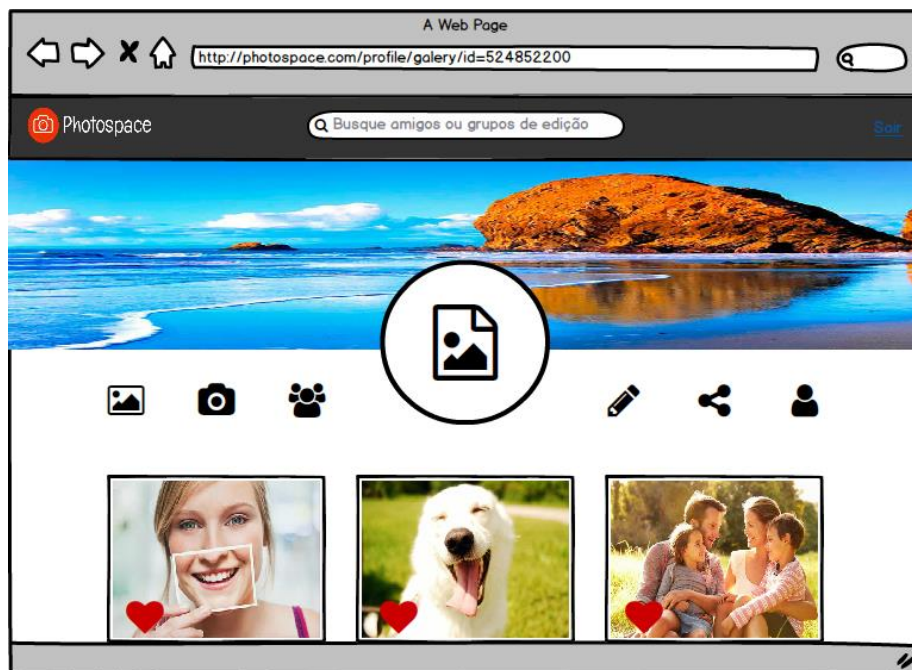 A Web Page
http://photospace.com/profile/galery/id=524852200
Photospace
Busque amigos ou grupos de edição
Sair